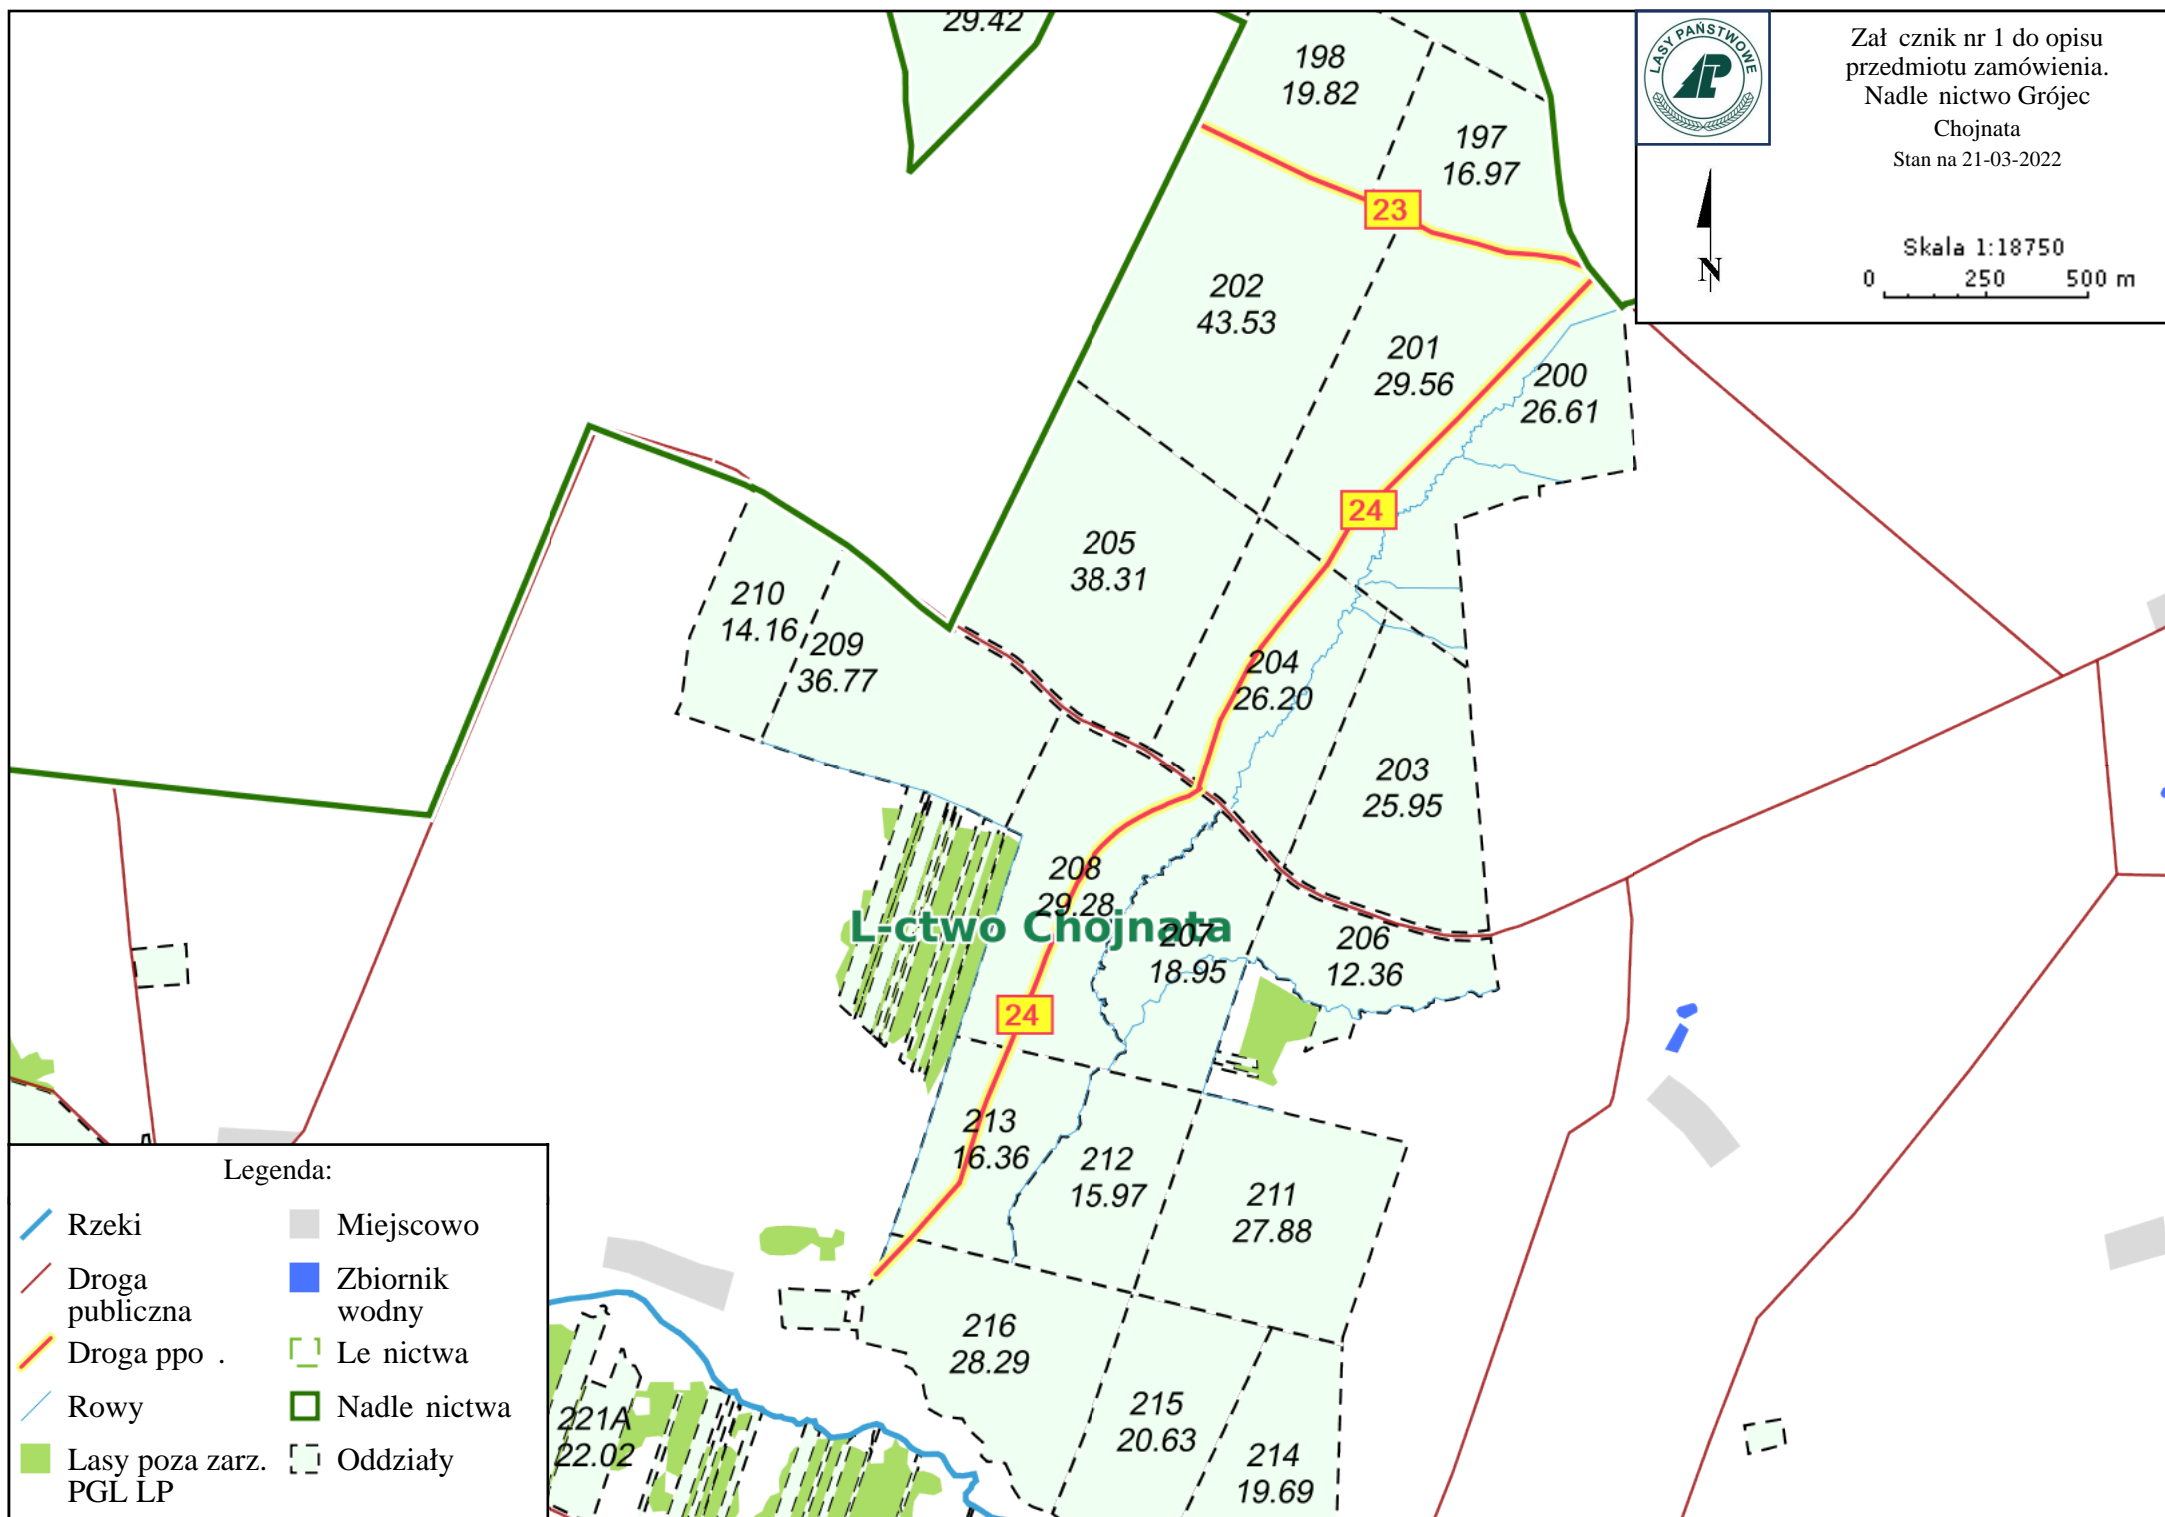 29.42
198
19.82
197
16.97
23
202
43.53
201
29.56
200
26.61
24
205
38.31
210
14.16
209
36.77
204
26.20
203
25.95
208
29.28
L-ctwo Chojnata
207
18.95
206
12.36
24
213
16.36
212
15.97
211
27.88
216
28.29
215
20.63
214
19.69
221A
22.02
LASY PAŃSTWOWE
LP
Zał cznik nr 1 do opisu
przedmiotu zamówienia.
Nadle nictwo Grójec
Chojnata
Stan na 21-03-2022
N
Skala 1:18750
0 250 500 m
Legenda:
Rzeki
Droga
publiczna
Droga ppo .
Rowy
Lasy poza zarz.
PGL LP
Miejscowo
Zbiornik
wodny
Le nictwa
Nadle nictwa
Oddziały